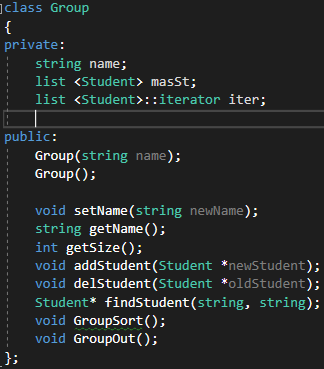 class Group
{
private:
string name;
list <Student> masSt;
list <Student>::iterator iter;
public:
Group(string name);
Group();
void setName(string newName);
string getName();
int getSize();
void addStudent(Student *newStudent);
void delStudent(Student *oldStudent);
Student* findStudent(string, string);
void GroupSort();
void GroupOut();
};